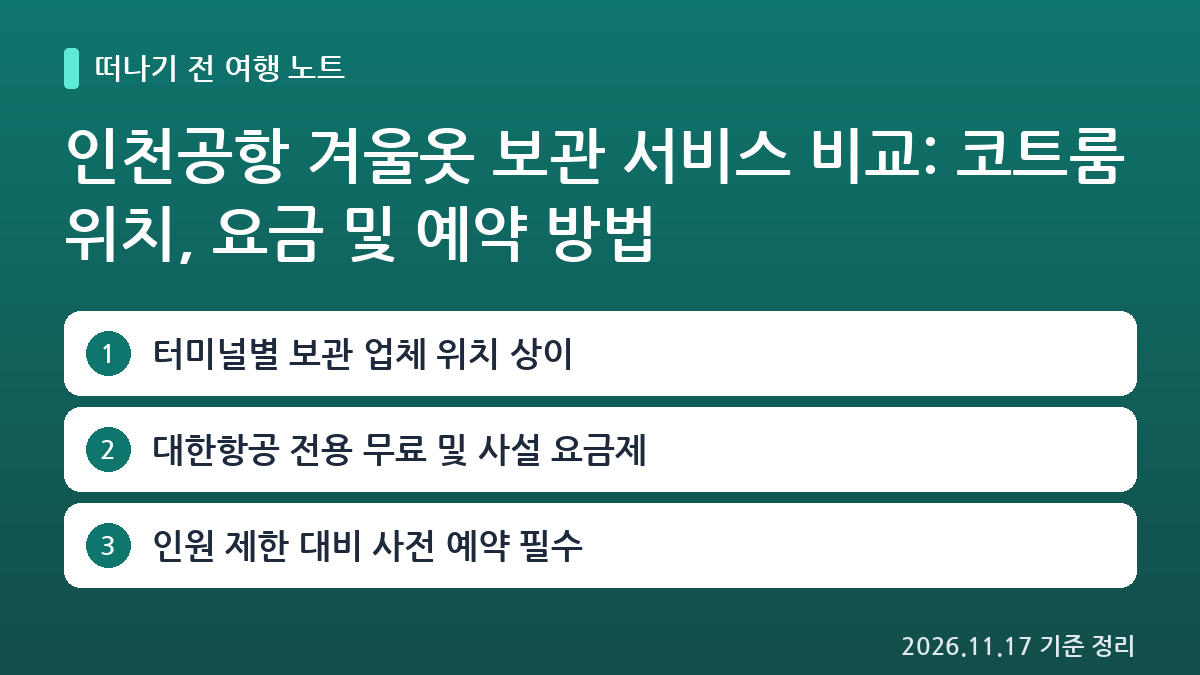 떠나기 전 여행 노트
인천공항 겨울옷 보관 서비스 비교: 코트룸
위치, 요금 및 예약 방법
1 터미널별 보관 업체 위치 상이
2 대한항공 전용 무료 및 사설 요금제
3 인원 제한 대비 사전 예약 필수
2026.11.17 기준 정리